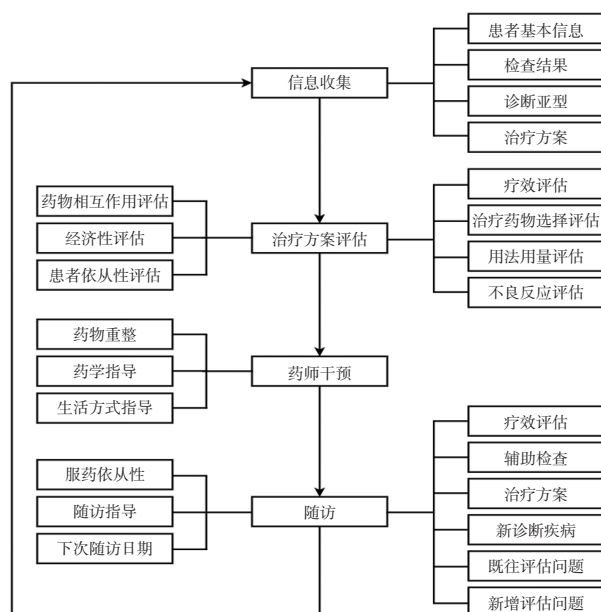 患者基本信息
检查结果
诊断亚型
治疗方案
信息收集
药物相互作用评估
经济性评估
患者依从性评估
治疗方案评估
疗效评估
治疗药物选择评估
用法用量评估
不良反应评估
药物重整
药学指导
生活方式指导
药师干预
服药依从性
随访指导
下次随访日期
随访
疗效评估
辅助检查
治疗方案
新诊断疾病
既往评估问题
新增评估问题